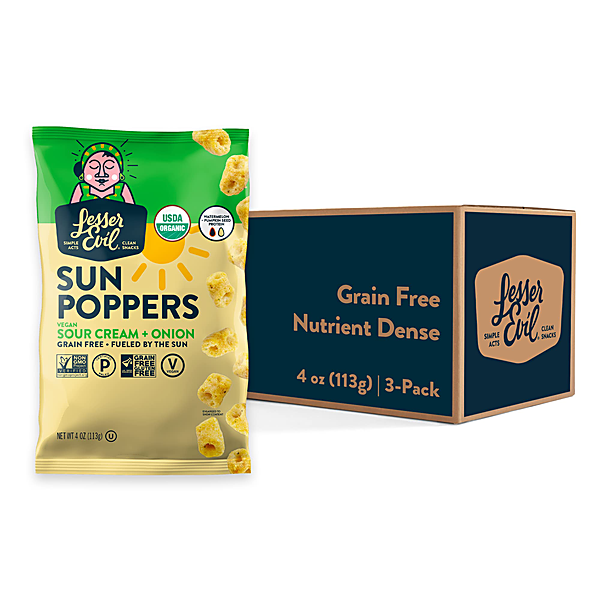 Lesser
Evil
SIMPLE
ACTS
CLEAN
SNACKS
USDA
ORGANIC
WATERMELON
+ PUMPKIN SEED
PROTEIN
SUN
POPPERS
VEGAN
SOUR CREAM + ONION
GRAIN FREE • FUELED BY THE SUN
NON
GMO
P
GRAIN
FREE
GLUTEN
FREE
V
VEGAN
NET WT 4 OZ (113g) U
Grain Free
Nutrient Dense
4 oz (113g) | 3-Pack
Lesser
Evil
SIMPLE
ACTS
CLEAN
SNACKS